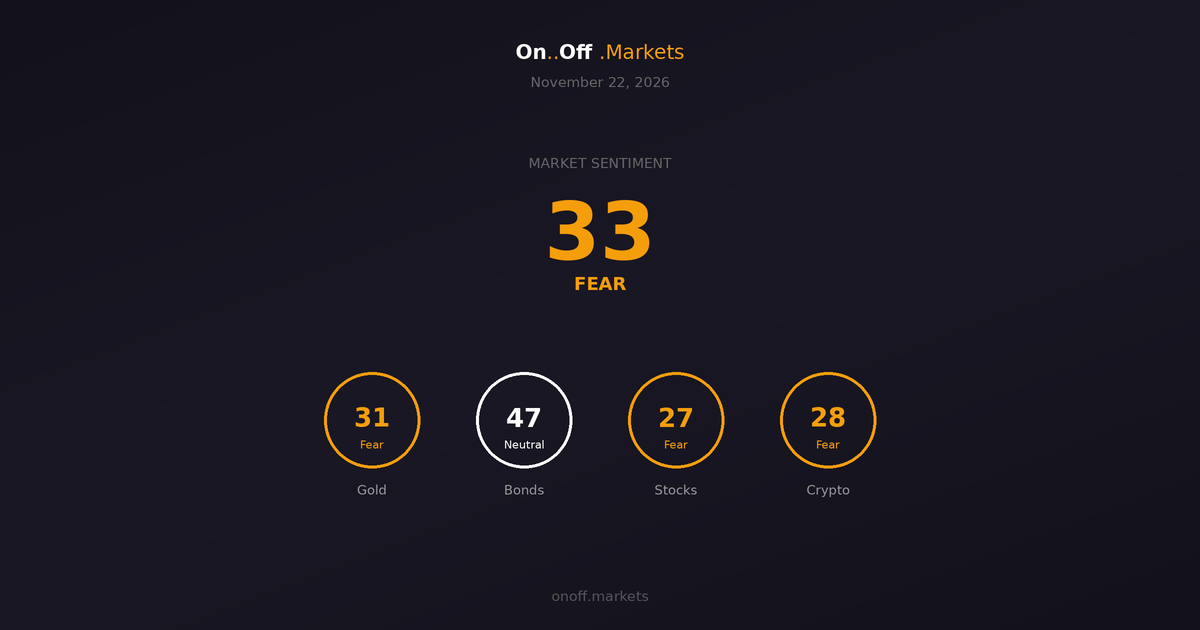 On..Off .Markets
November 22, 2026
MARKET SENTIMENT
33
FEAR
31
Fear
Gold
47
Neutral
Bonds
27
Fear
Stocks
28
Fear
Crypto
onoff.markets